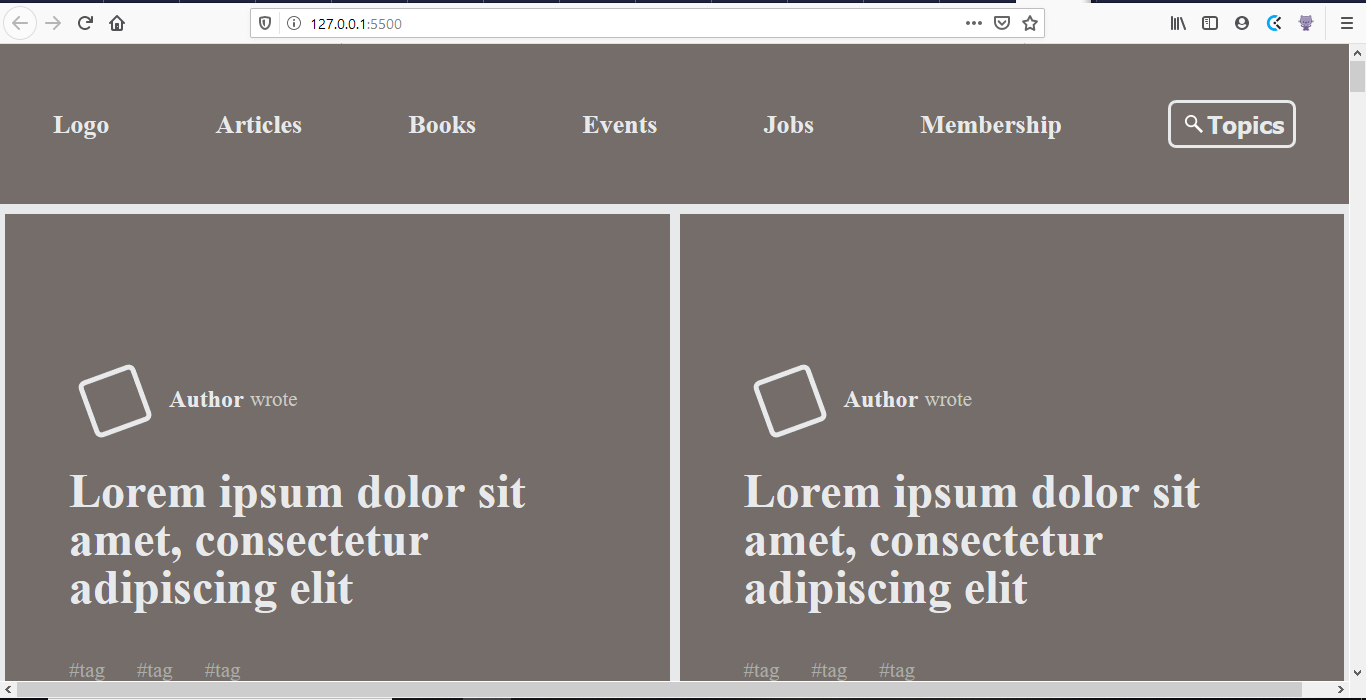 127.0.0.1:5500
Logo Articles Books Events Jobs Membership Topics
Author wrote
Lorem ipsum dolor sit
amet, consectetur
adipiscing elit
#tag #tag #tag
Author wrote
Lorem ipsum dolor sit
amet, consectetur
adipiscing elit
#tag #tag #tag